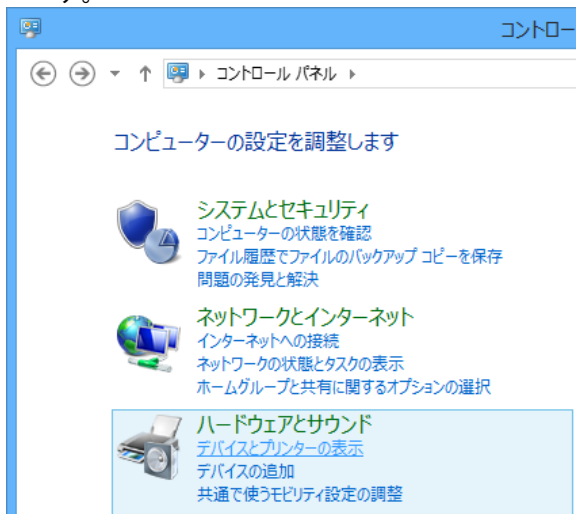 コントロー
コントロール パネル
コンピューターの設定を調整します
システムとセキュリティ
コンピューターの状態を確認
ファイル履歴でファイルのバックアップ コピーを保存
問題の発見と解決
ネットワークとインターネット
インターネットへの接続
ネットワークの状態とタスクの表示
ホームグループと共有に関するオプションの選択
ハードウェアとサウンド
デバイスとプリンターの表示
デバイスの追加
共通で使うモビリティ設定の調整